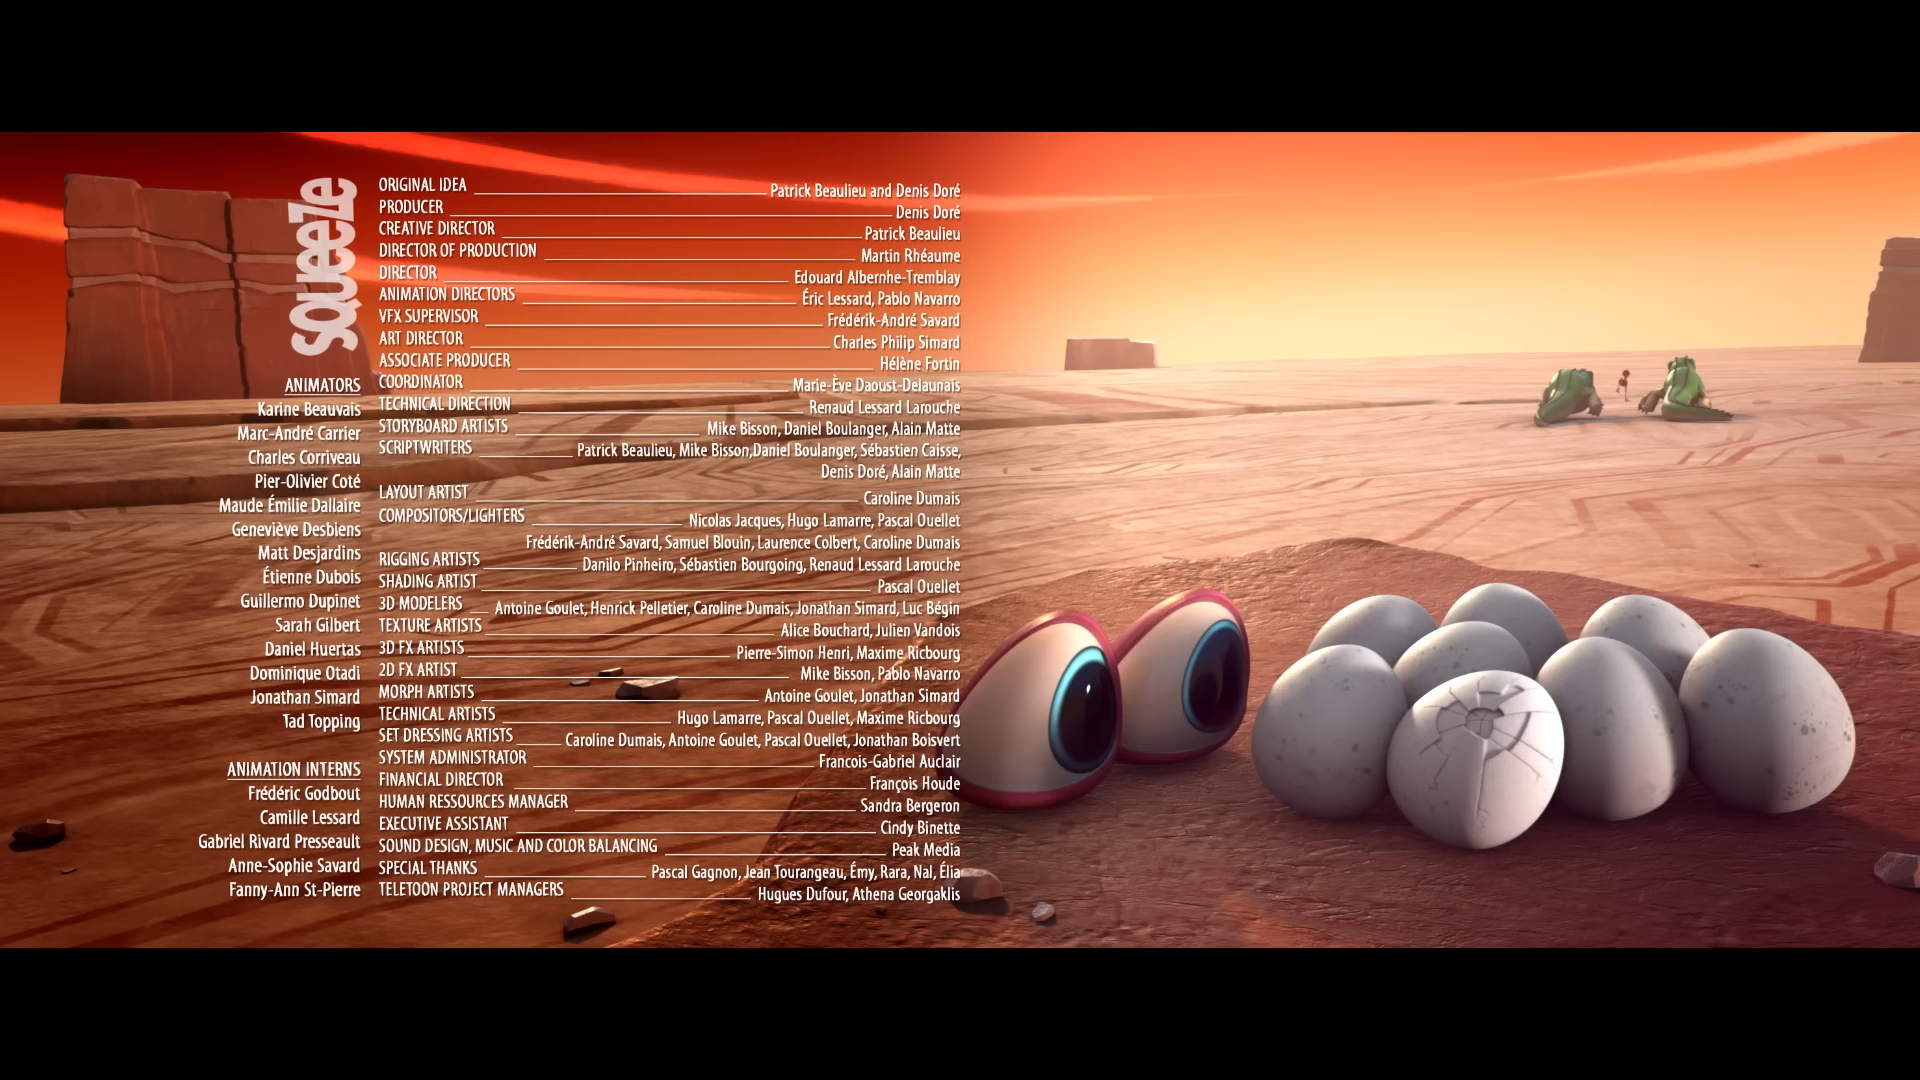 squeeze
ANIMATORS
Karine Beauvais
Marc-André Carrier
Charles Corriveau
Pier-Olivier Coté
Maude Émilie Dallaire
Geneviève Desbiens
Matt Desjardins
Étienne Dubois
Guillermo Dupinet
Sarah Gilbert
Daniel Huertas
Dominique Otadi
Jonathan Simard
Tad Topping
ANIMATION INTERNS
Frédéric Godbout
Camille Lessard
Gabriel Rivard Presseault
Anne-Sophie Savard
Fanny-Ann St-Pierre
ORIGINAL IDEA Patrick Beaulieu and Denis Doré
PRODUCER Denis Doré
CREATIVE DIRECTOR Patrick Beaulieu
DIRECTOR OF PRODUCTION Martin Rhéaume
DIRECTOR Edouard Albernhe-Tremblay
ANIMATION DIRECTORS Éric Lessard, Pablo Navarro
VFX SUPERVISOR Frédérik-André Savard
ART DIRECTOR Charles Philip Simard
ASSOCIATE PRODUCER Hélène Fortin
COORDINATOR Marie-Ève Daoust-Delaunais
TECHNICAL DIRECTION Renaud Lessard Larouche
STORYBOARD ARTISTS Mike Bisson, Daniel Boulanger, Alain Matte
SCRIPTWRITERS Patrick Beaulieu, Mike Bisson,Daniel Boulanger, Sébastien Caisse,
Denis Doré, Alain Matte
LAYOUT ARTIST Caroline Dumais
COMPOSITORS/LIGHTERS Nicolas Jacques, Hugo Lamarre, Pascal Ouellet
Frédérik-André Savard, Samuel Blouin, Laurence Colbert, Caroline Dumais
RIGGING ARTISTS Danilo Pinheiro, Sébastien Bourgoing, Renaud Lessard Larouche
SHADING ARTIST Pascal Ouellet
3D MODELERS Antoine Goulet, Henrick Pelletier, Caroline Dumais, Jonathan Simard, Luc Bégin
TEXTURE ARTISTS Alice Bouchard, Julien Vandois
3D FX ARTISTS Pierre-Simon Henri, Maxime Ricbourg
2D FX ARTIST Mike Bisson, Pablo Navarro
MORPH ARTISTS Antoine Goulet, Jonathan Simard
TECHNICAL ARTISTS Hugo Lamarre, Pascal Ouellet, Maxime Ricbourg
SET DRESSING ARTISTS Caroline Dumais, Antoine Goulet, Pascal Ouellet, Jonathan Boisvert
SYSTEM ADMINISTRATOR Francois-Gabriel Auclair
FINANCIAL DIRECTOR François Houde
HUMAN RESSOURCES MANAGER Sandra Bergeron
EXECUTIVE ASSISTANT Cindy Binette
SOUND DESIGN, MUSIC AND COLOR BALANCING Peak Media
SPECIAL THANKS Pascal Gagnon, Jean Tourangeau, Émy, Rara, Nal, Élia
TELETOON PROJECT MANAGERS Hugues Dufour, Athena Georgaklis